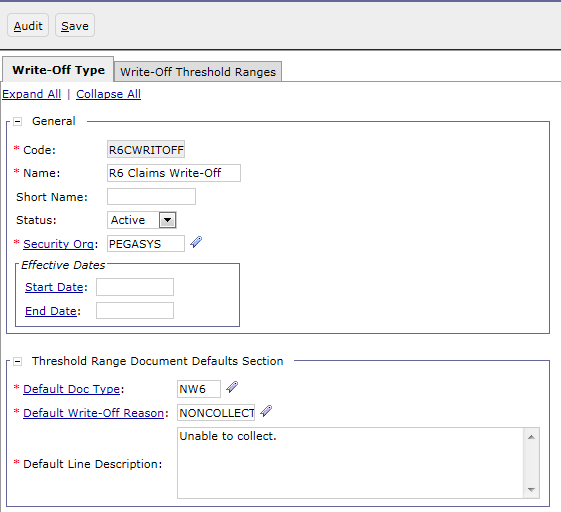 Audit Save
Write-Off Type Write-Off Threshold Ranges
Expand All | Collapse All
General
* Code: R6CWRITOFF
* Name: R6 Claims Write-Off
Short Name:
Status: Active
* Security Org: PEGASYS
Effective Dates
Start Date:
End Date:
Threshold Range Document Defaults Section
* Default Doc Type: NW6
* Default Write-Off Reason: NONCOLLECT
* Default Line Description: Unable to collect.